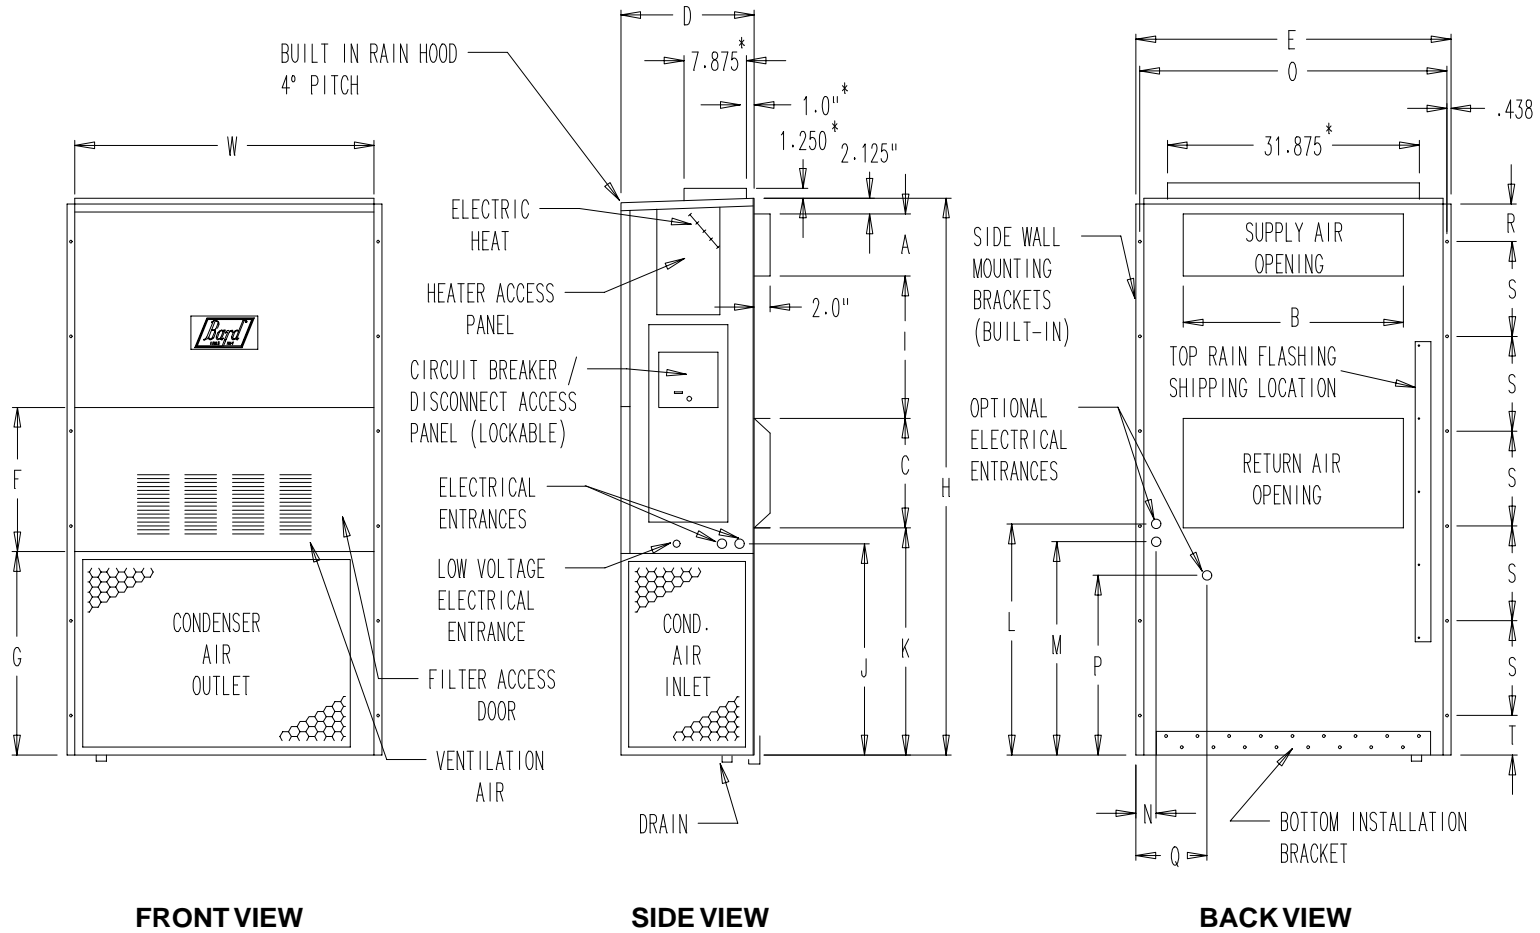 W
BUILT IN RAIN HOOD
4° PITCH
Bard
F
G
CONDENSER
AIR
OUTLET
ELECTRIC
HEAT
HEATER ACCESS
PANEL
CIRCUIT BREAKER /
DISCONNECT ACCESS
PANEL (LOCKABLE)
ELECTRICAL
ENTRANCES
LOW VOLTAGE
ELECTRICAL
ENTRANCE
FILTER ACCESS
DOOR
VENTILATION
AIR
FRONT VIEW
D
7.875*
1.0"*
1.250*
2.125"
A
2.0"
C
H
J
K
COND.
AIR
INLET
DRAIN
SIDE VIEW
E
O
.438
31.875*
SIDE WALL
MOUNTING
BRACKETS
(BUILT-IN)
SUPPLY AIR
OPENING
B
TOP RAIN FLASHING
SHIPPING LOCATION
OPTIONAL
ELECTRICAL
ENTRANCES
RETURN AIR
OPENING
R
S
S
S
S
S
T
L
M
P
N
Q
BOTTOM INSTALLATION
BRACKET
BACK VIEW